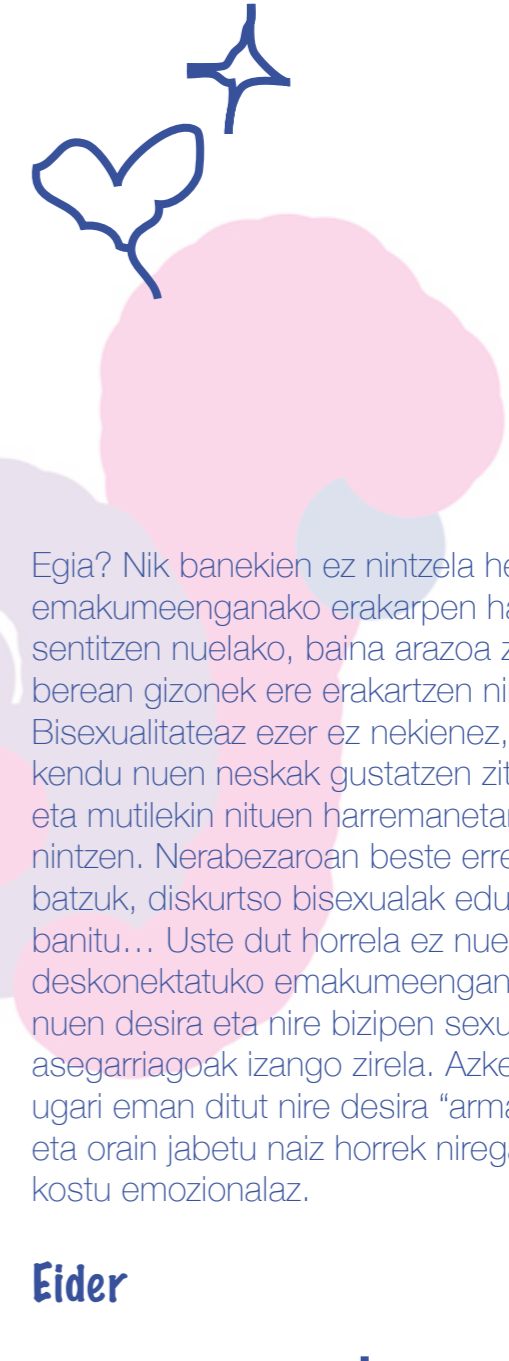 Egia? Nik banekien ez nintzela he
emakumeenganako erakarpen ha
sentitzen nuelako, baina arazoa z
berean gizonek ere erakartzen ni
Bisexualitateaz ezer ez nekienez,
kendu nuen neskak gustatzen zit
eta mutilekin nituen harremanetar
nintzen. Nerabezaroan beste erre
batzuk, diskurtso bisexualak edu
banitu… Uste dut horrela ez nue
deskonektatuko emakumeengan
nuen desira eta nire bizipen sexu
asegarriagoak izango zirela. Azke
ugari eman ditut nire desira “arma
eta orain jabetu naiz horrek nirega
kostu emozionalaz.
Eider